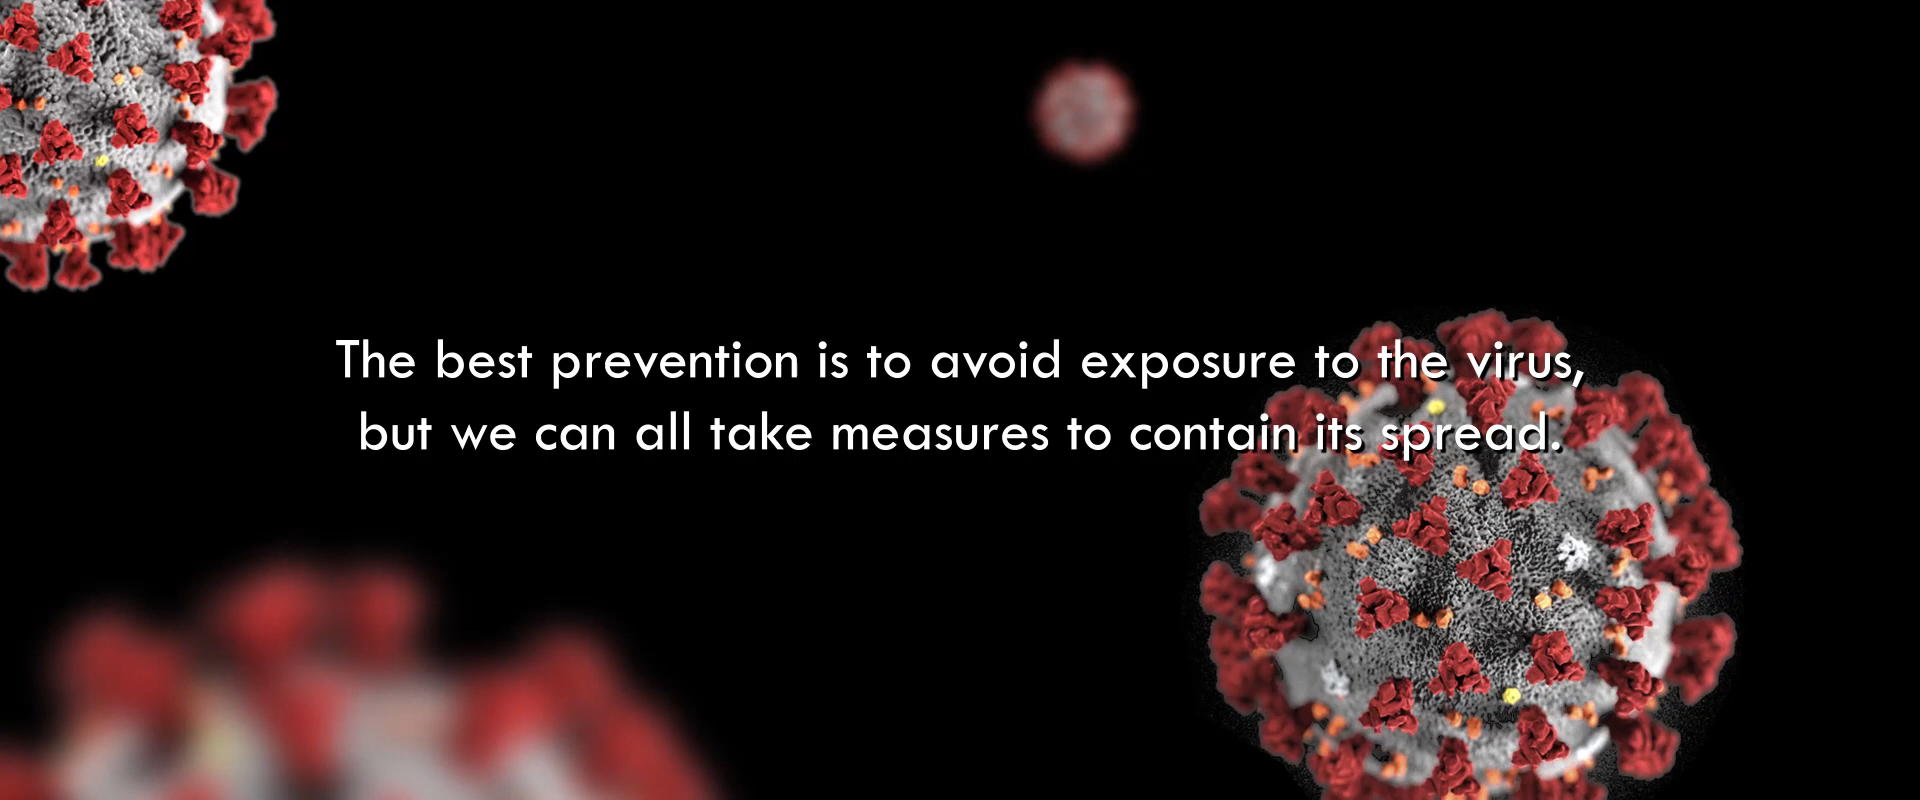 The best prevention is to avoid exposure to the virus,
but we can all take measures to contain its spread.